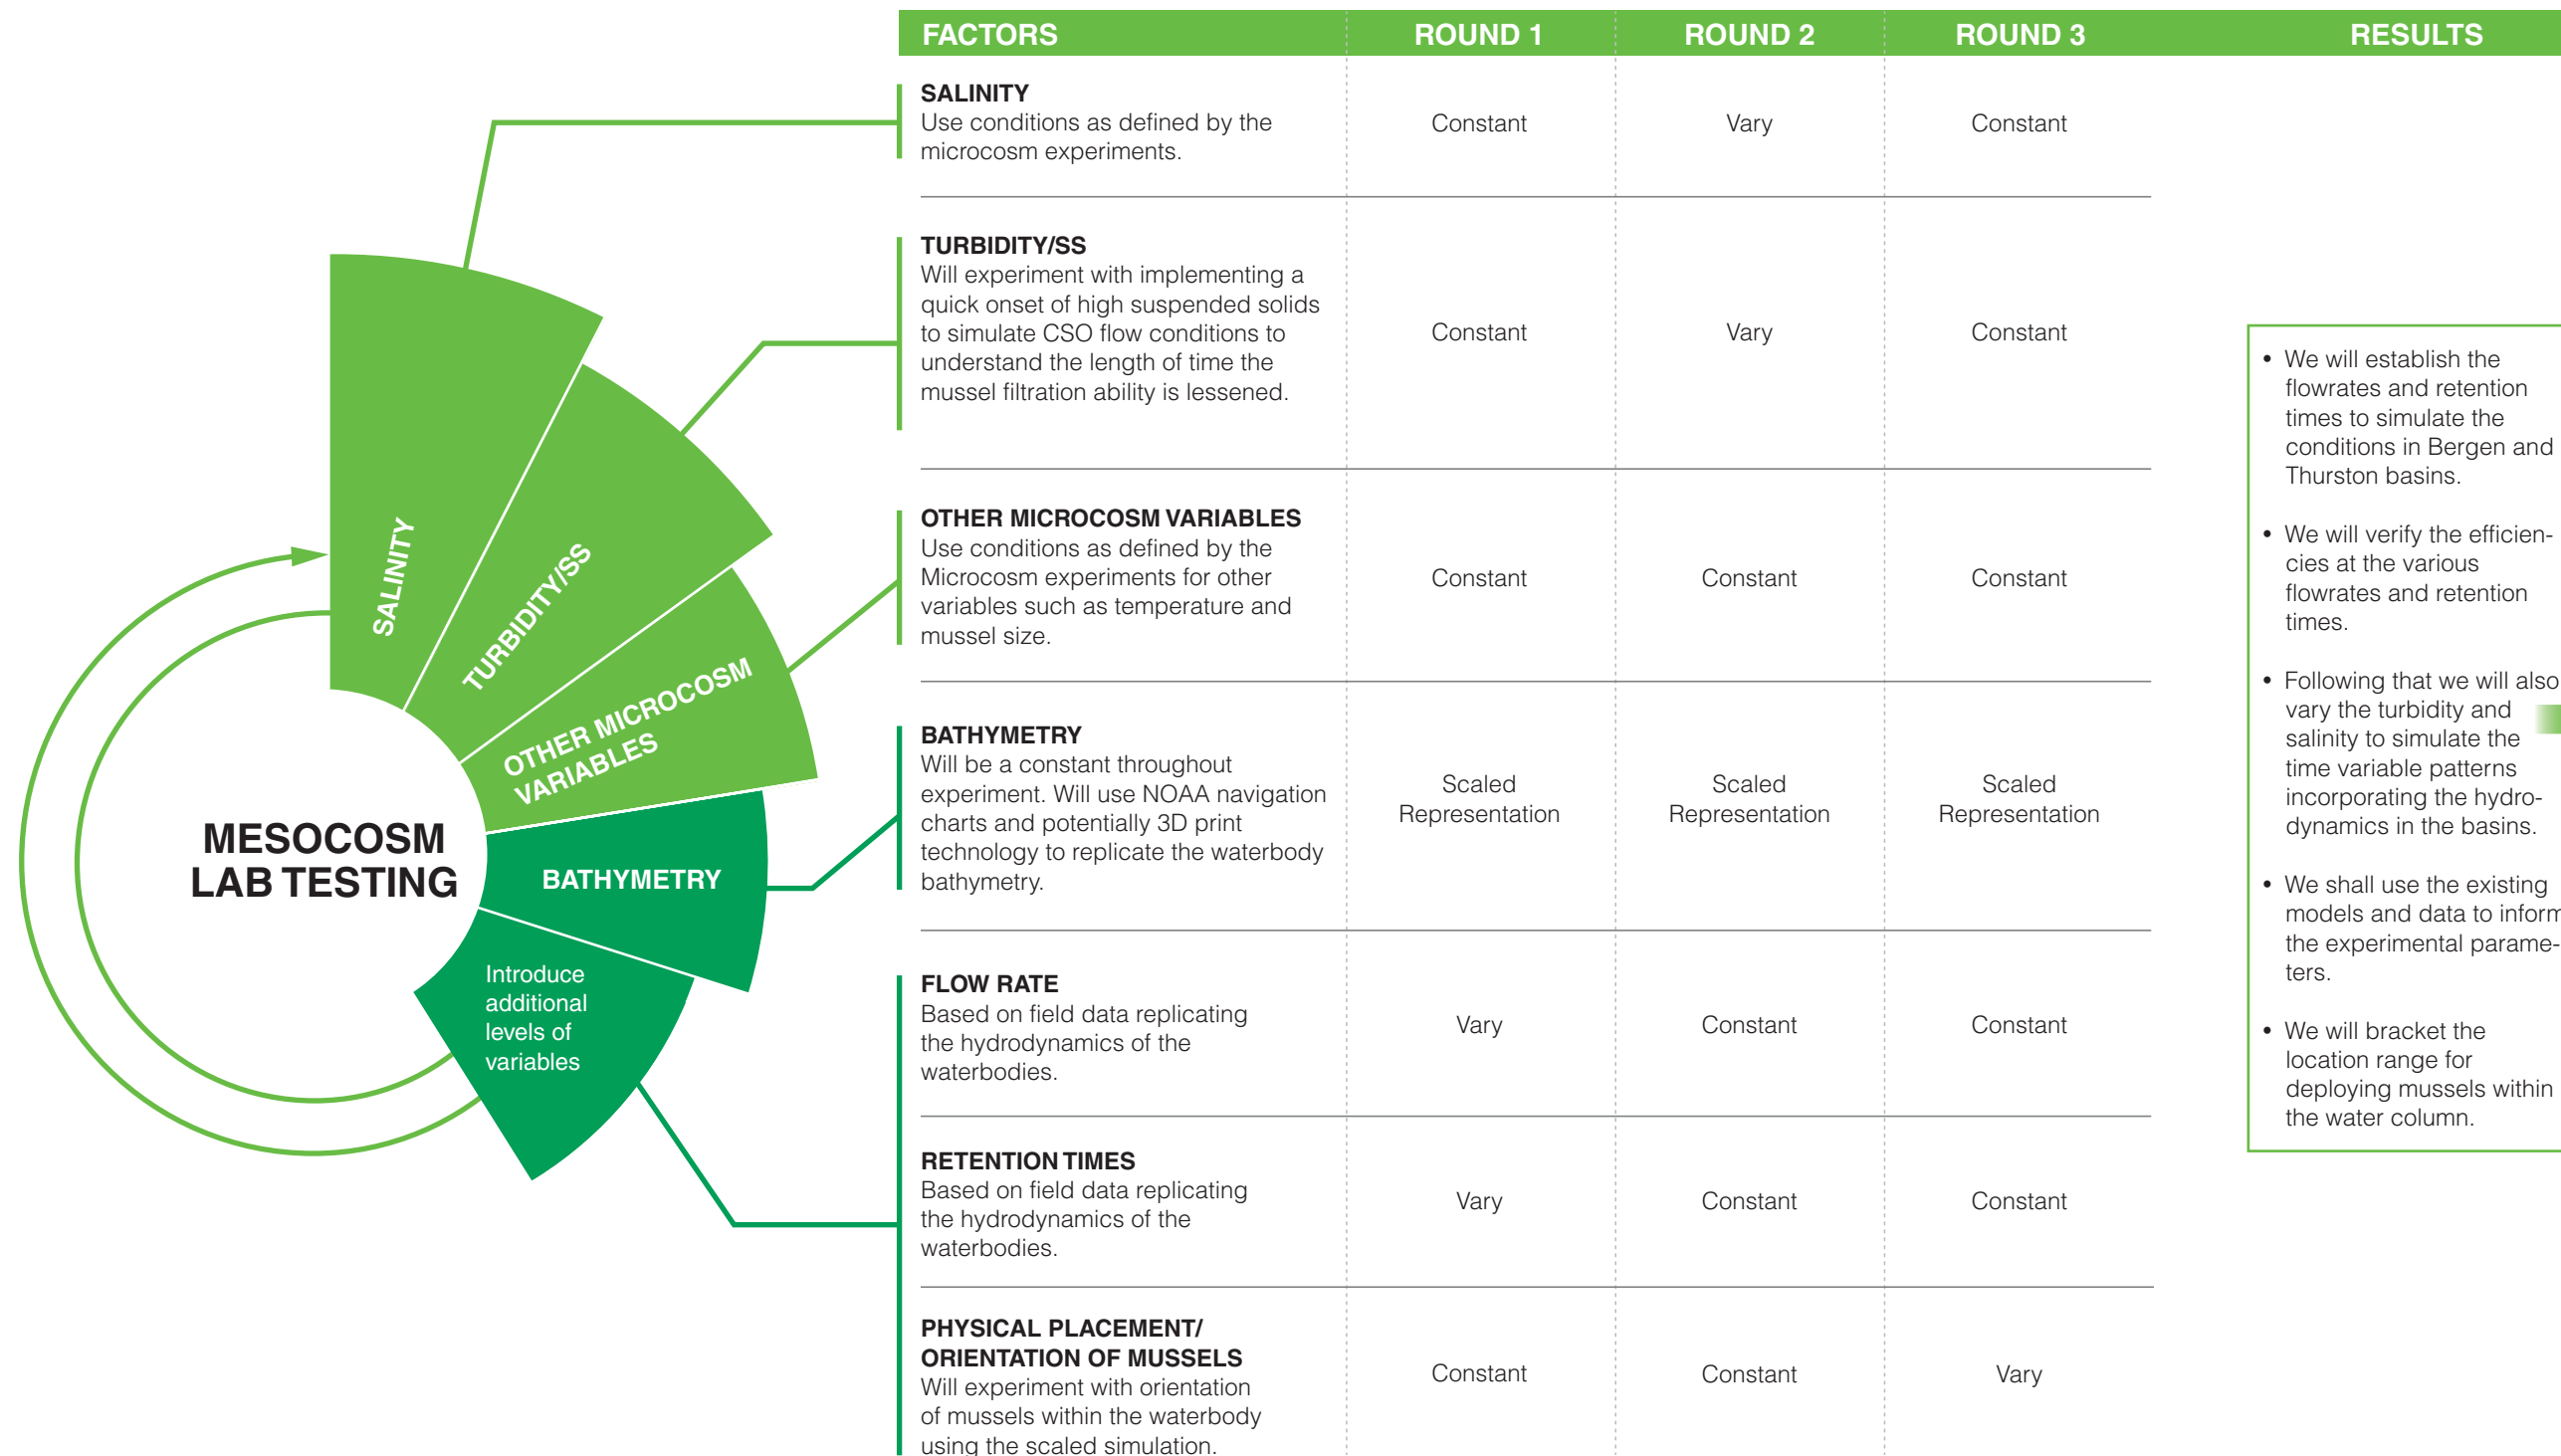 FACTORS ROUND 1 ROUND 2 ROUND 3 RESULTS
SALINITY
Use conditions as defined by the
microcosm experiments.
Constant Vary Constant
TURBIDITY/SS
Will experiment with implementing a
quick onset of high suspended solids
to simulate CSO flow conditions to
understand the length of time the
mussel filtration ability is lessened.
Constant Vary Constant
OTHER MICROCOSM VARIABLES
Use conditions as defined by the
Microcosm experiments for other
variables such as temperature and
mussel size.
Constant Constant Constant
BATHYMETRY
Will be a constant throughout
experiment. Will use NOAA navigation
charts and potentially 3D print
technology to replicate the waterbody
bathymetry.
Scaled Scaled Scaled
Representation Representation Representation
FLOW RATE
Based on field data replicating
the hydrodynamics of the
waterbodies.
Vary Constant Constant
RETENTION TIMES
Based on field data replicating
the hydrodynamics of the
waterbodies.
Vary Constant Constant
PHYSICAL PLACEMENT/
ORIENTATION OF MUSSELS
Will experiment with orientation
of mussels within the waterbody
using the scaled simulation.
Constant Constant Vary
• We will establish the
flowrates and retention
times to simulate the
conditions in Bergen and
Thurston basins.
• We will verify the efficien-
cies at the various
flowrates and retention
times.
• Following that we will also
vary the turbidity and
salinity to simulate the
time variable patterns
incorporating the hydro-
dynamics in the basins.
• We shall use the existing
models and data to inform
the experimental parame-
ters.
• We will bracket the
location range for
deploying mussels within
the water column.
MESOCOSM
LAB TESTING
SALINITY
TURBIDITY/SS
OTHER MICROCOSM
VARIABLES
BATHYMETRY
Introduce
additional
levels of
variables